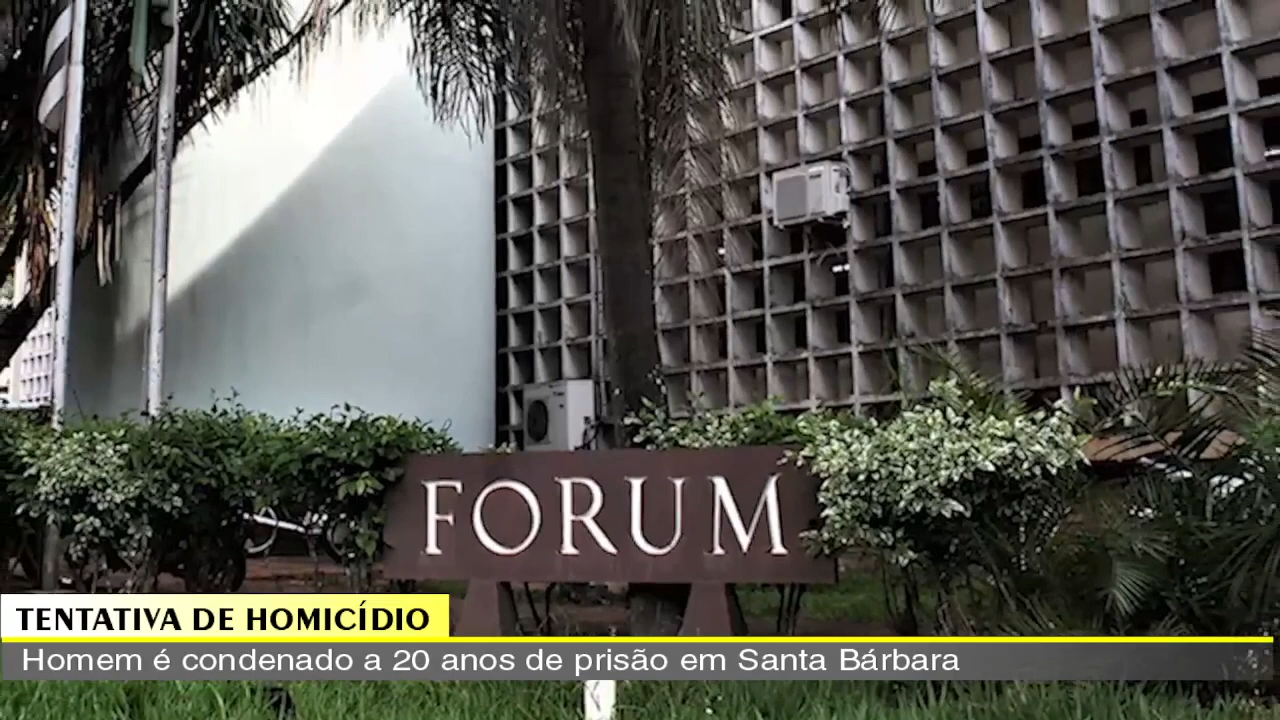 FORUM
TENTATIVA DE HOMICÍDIO
Homem é condenado a 20 anos de prisão em Santa Bárbara